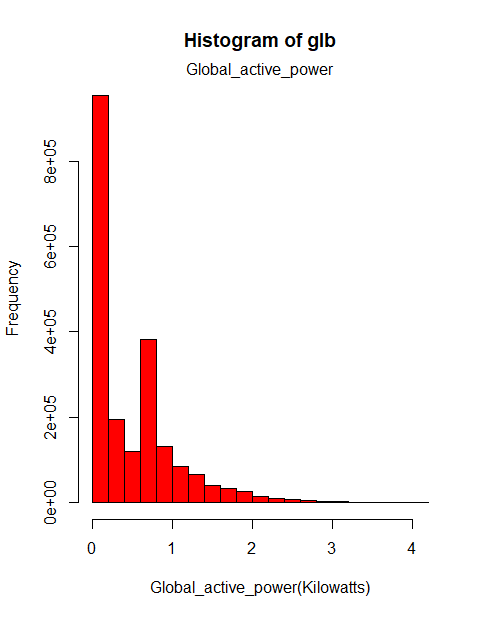 Histogram of glb
Global_active_power
Frequency
8e+05
6e+05
4e+05
2e+05
0e+00
0 1 2 3 4
Global_active_power(Kilowatts)